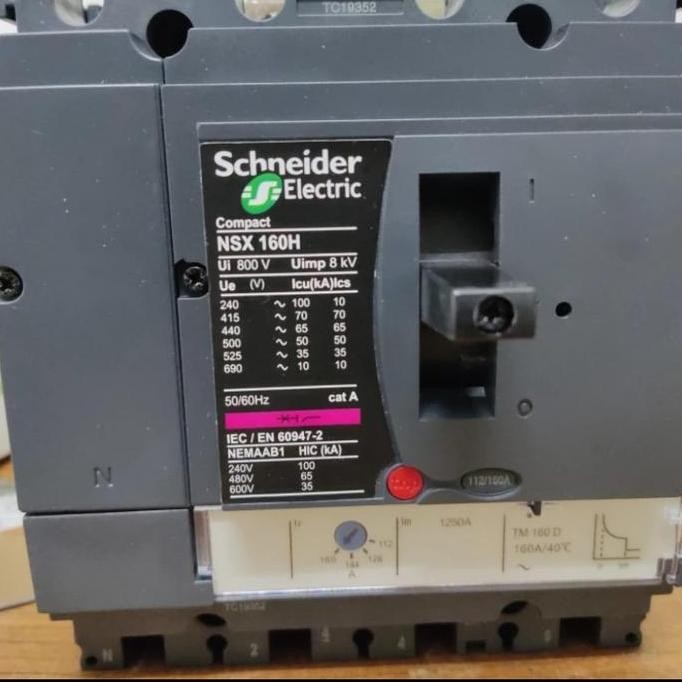 TC19352
Schneider
Electric
Compact
NSX 160H
Ui 800 V Uimp 8 kV
Ue (V) Icu(kA)Ics
240 ~ 100 10
415 ~ 70 70
440 ~ 65 65
500 ~ 50 50
525 ~ 35 35
690 ~ 10 10
50/60Hz cat A
IEC / EN 60947-2
NEMAAB1 HIC (kA)
240V 100
480V 65
600V 35
I
O
N
112/160A
Ir
112
128
144
160
A
Im 1250A
TM 160 D
160A/40℃
~
TC19352
N 2 4 6